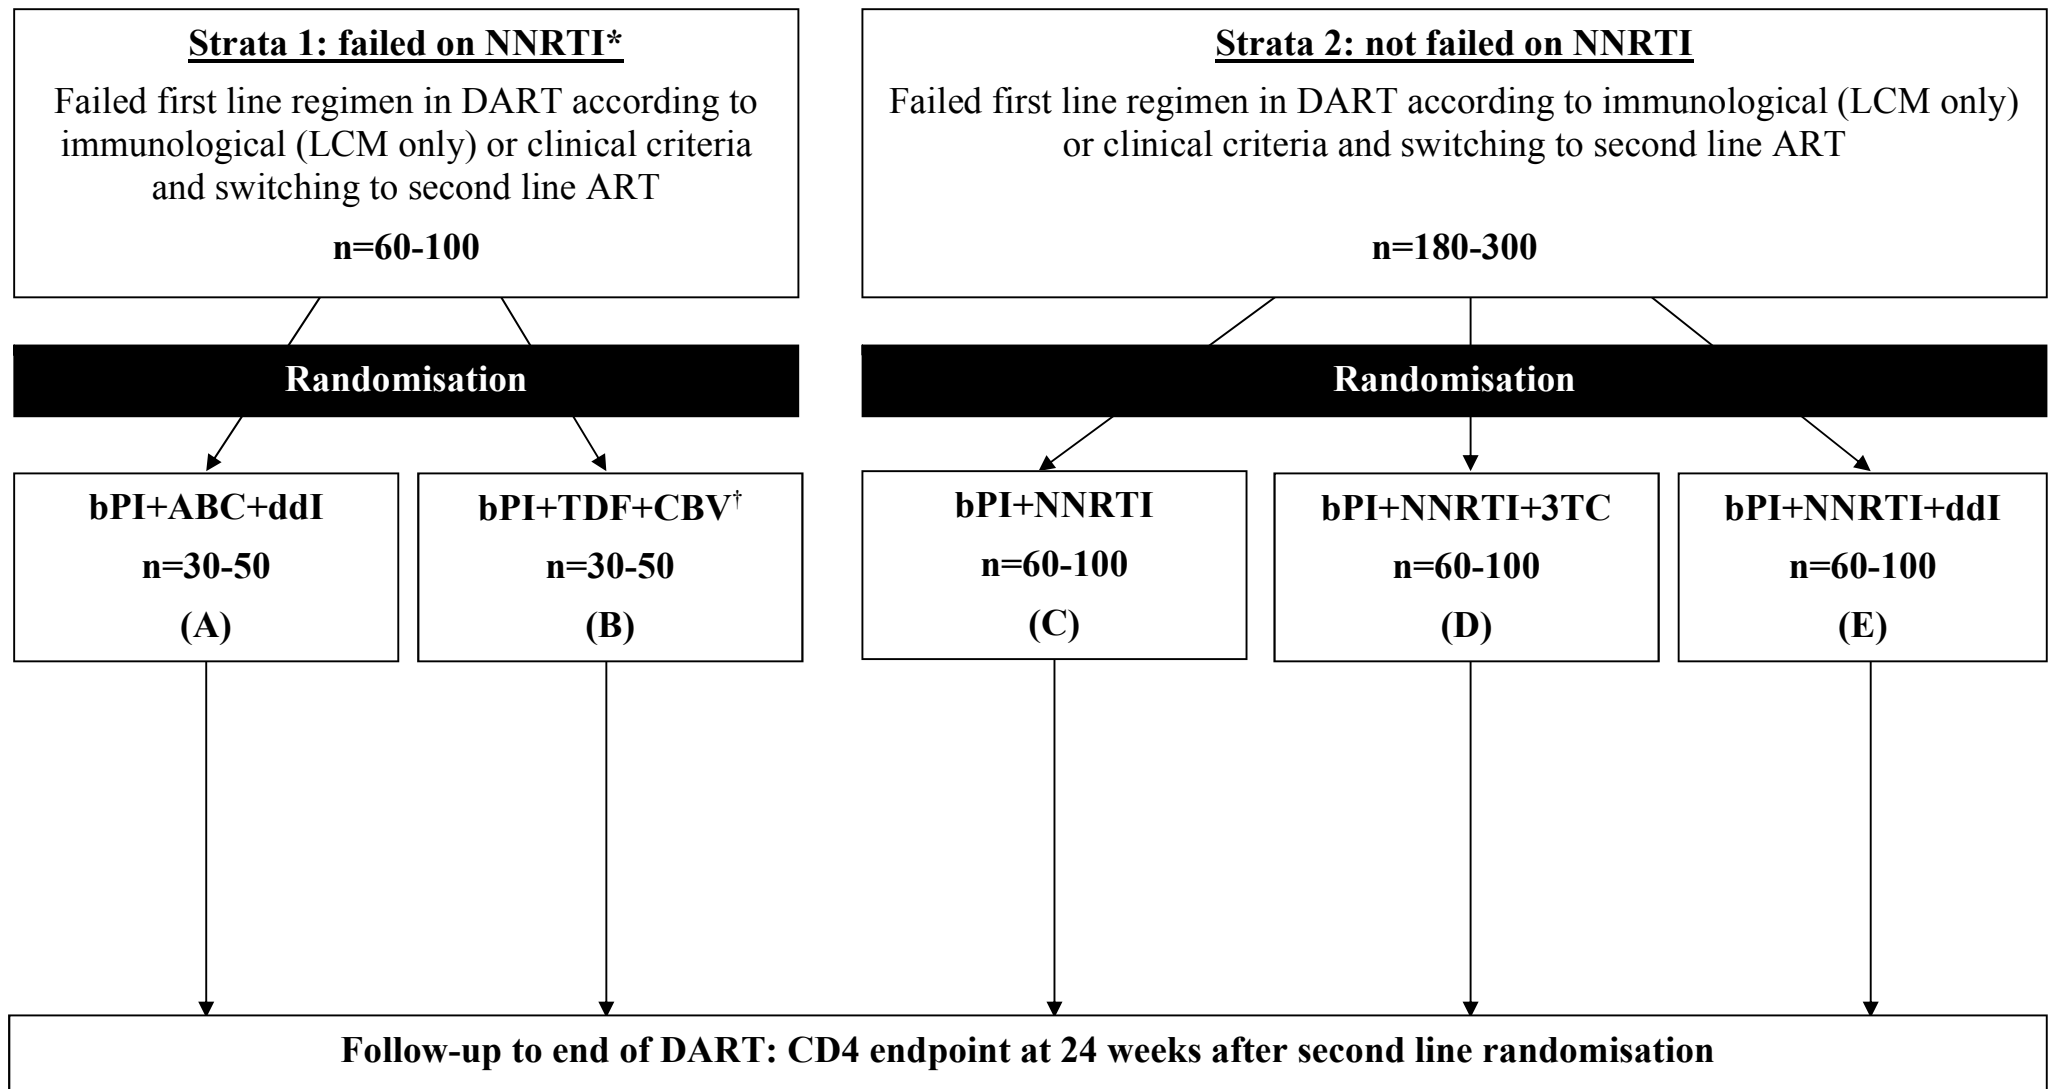 Strata 1: failed on NNRTI*
Failed first line regimen in DART according to
immunological (LCM only) or clinical criteria
and switching to second line ART
n=60-100
Strata 2: not failed on NNRTI
Failed first line regimen in DART according to immunological (LCM only)
or clinical criteria and switching to second line ART
n=180-300
Randomisation
Randomisation
bPI+ABC+ddI
n=30-50
(A)
bPI+TDF+CBV†
n=30-50
(B)
bPI+NNRTI
n=60-100
(C)
bPI+NNRTI+3TC
n=60-100
(D)
bPI+NNRTI+ddI
n=60-100
(E)
Follow-up to end of DART: CD4 endpoint at 24 weeks after second line randomisation